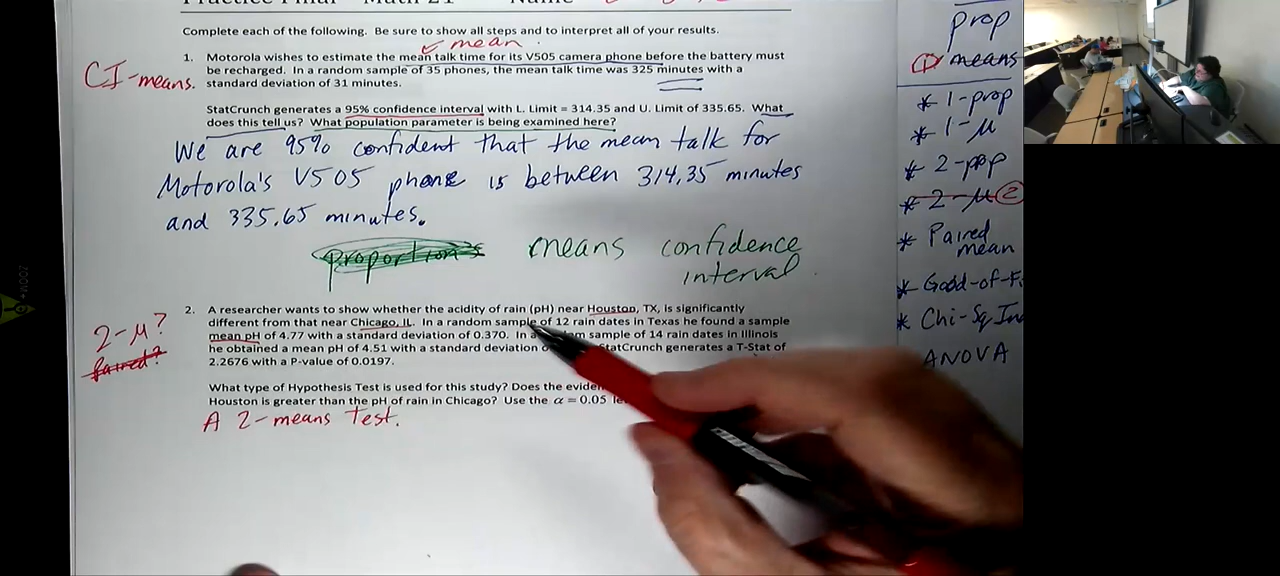 Practice Final - Math 21 Name
Complete each of the following. Be sure to show all steps and to interpret all of your results.
mean
1. Motorola wishes to estimate the mean talk time for its V505 camera phone before the battery must
be recharged. In a random sample of 35 phones, the mean talk time was 325 minutes with a
standard deviation of 31 minutes.
CI-means.
StatCrunch generates a 95% confidence interval with L. Limit = 314.35 and U. Limit of 335.65. What
does this tell us? What population parameter is being examined here?
We are 95% confident that the mean talk for
Motorola's V505 phone is between 314.35 minutes
and 335.65 minutes.
proportions means confidence
interval.
2. A researcher wants to show whether the acidity of rain (pH) near Houston, TX, is significantly
different from that near Chicago, IL. In a random sample of 12 rain dates in Texas he found a sample
mean pH of 4.77 with a standard deviation of 0.370. In a sample of 14 rain dates in Illinois
he obtained a mean pH of 4.51 with a standard deviation StatCrunch generates a T-Stat of
2.2676 with a P-value of 0.0197.
2-μ?
Paired?
What type of Hypothesis Test is used for this study? Does the
Houston is greater than the pH of rain in Chicago? Use the α = 0.05
A 2-means Test.
prop
① means
* 1-prop
* 1-μ
* 2-pop
* 2-μ ②
* Paired
mean
* Good-of-F
* Chi-Sq Ind
ANOVA